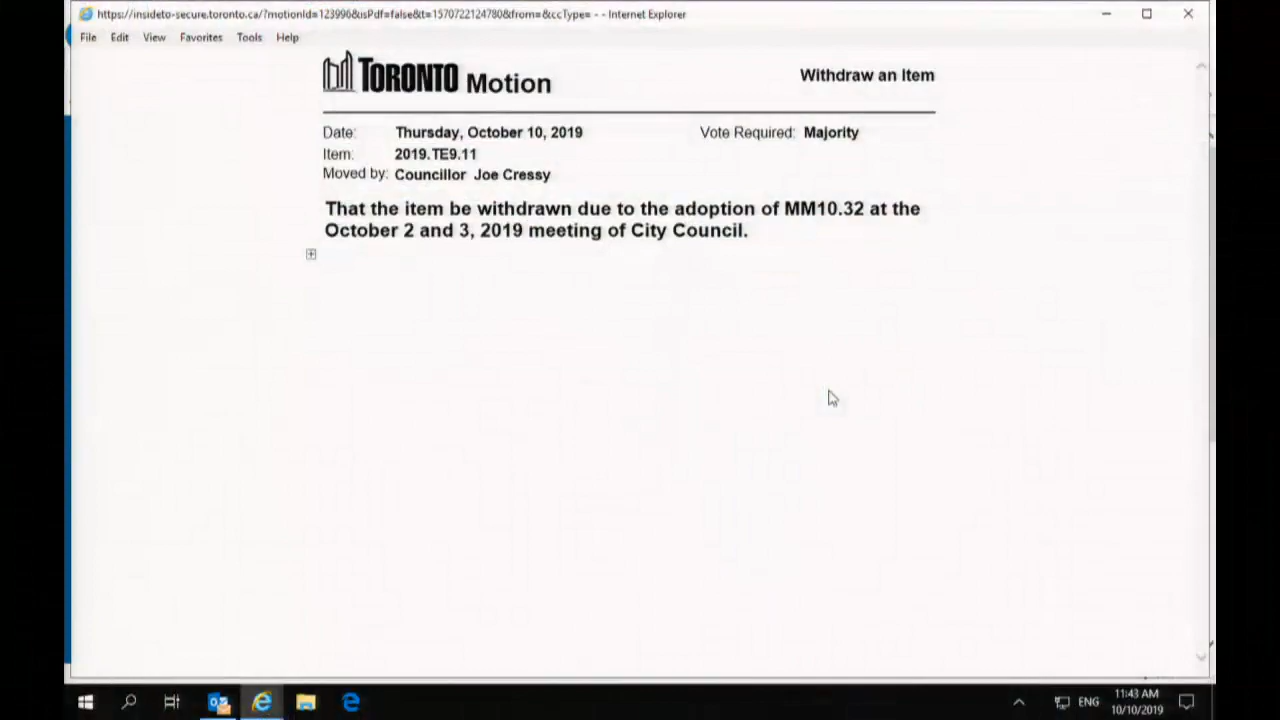 https://insideto-secure.toronto.ca/?motionId=123996&usPdf=false&t=1570722124780&from=&ccType= - - Internet Explorer
File Edit View Favorites Tools Help
TORONTO Motion Withdraw an Item
Date: Thursday, October 10, 2019 Vote Required: Majority
Item: 2019.TE9.11
Moved by: Councillor Joe Cressy
That the item be withdrawn due to the adoption of MM10.32 at the
October 2 and 3, 2019 meeting of City Council.
ENG
11:43 AM
10/10/2019